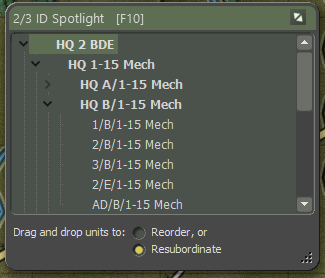 2/3 ID Spotlight [F10]
HQ 2 BDE
HQ 1-15 Mech
HQ A/1-15 Mech
HQ B/1-15 Mech
1/B/1-15 Mech
2/B/1-15 Mech
3/B/1-15 Mech
2/E/1-15 Mech
AD/B/1-15 Mech
Drag and drop units to: Reorder, or
Resubordinate